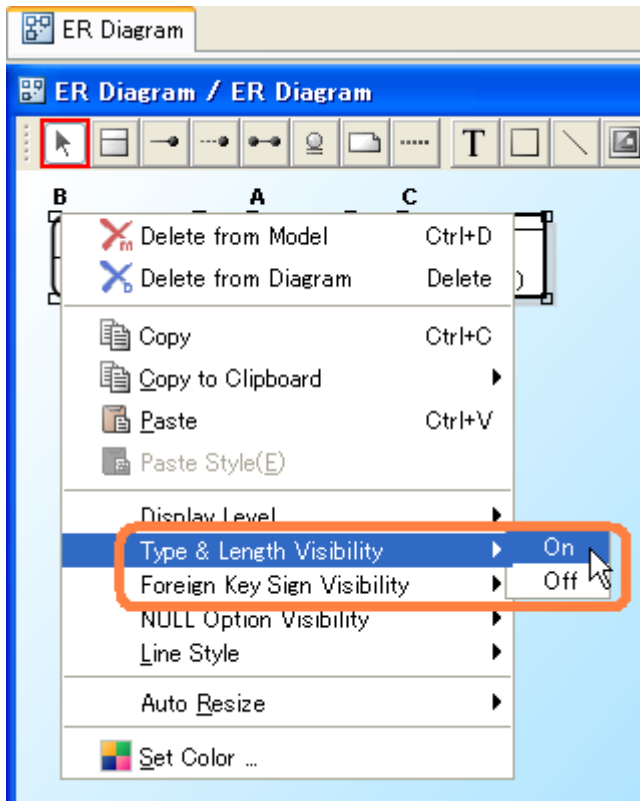 ER Diagram
ER Diagram / ER Diagram
T
B A C
Delete from Model Ctrl+D
Delete from Diagram Delete
)
Copy Ctrl+C
Copy to Clipboard
Paste Ctrl+V
Paste Style(E)
Display Level
Type & Length Visibility On
Foreign Key Sign Visibility Off
NULL Option Visibility
Line Style
Auto Resize
Set Color ...